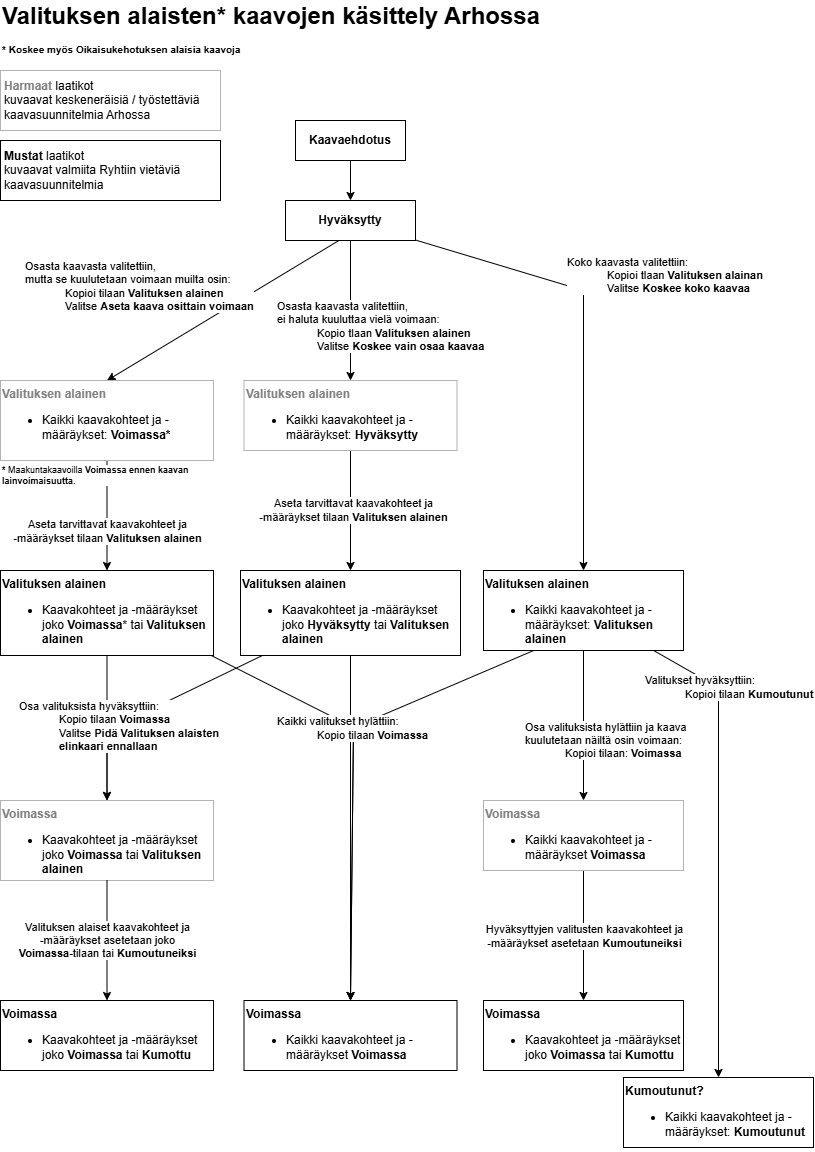 Valituksen alaisten* kaavojen käsittely Arhossa
* Koskee myös Oikaisukehotuksen alaisia kaavoja
Harmaat laatikot
kuvaavat keskeneräisiä / työstettäviä
kaavasuunnitelmia Arhossa
Mustat laatikot
kuvaavat valmiita Ryhtiin vietäviä
kaavasuunnitelmia
Kaavaehdotus
Hyväksytty
Osasta kaavasta valitettiin,
mutta se kuulutetaan voimaan muilta osin:
Kopioi tilaan Valituksen alainen
Valitse Aseta kaava osittain voimaan
Osasta kaavasta valitettiin,
ei haluta kuuluttaa vielä voimaan:
Kopio tlaan Valituksen alainen
Valitse Koskee vain osaa kaavaa
Koko kaavasta valitettiin:
Kopioi tlaan Valituksen alainan
Valitse Koskee koko kaavaa
Valituksen alainen
• Kaikki kaavakohteet ja -
määräykset: Voimassa*
* Maakuntakaavoilla Voimassa ennen kaavan
lainvoimaisuutta.
Valituksen alainen
• Kaikki kaavakohteet ja -
määräykset: Hyväksytty
Aseta tarvittavat kaavakohteet ja
-määräykset tilaan Valituksen alainen
Aseta tarvittavat kaavakohteet ja
-määräykset tilaan Valituksen alainen
Valituksen alainen
• Kaavakohteet ja -määräykset
joko Voimassa* tai Valituksen
alainen
Valituksen alainen
• Kaavakohteet ja -määräykset
joko Hyväksytty tai Valituksen
alainen
Valituksen alainen
• Kaikki kaavakohteet ja -
määräykset: Valituksen
alainen
Osa valituksista hyväksyttiin:
Kopio tilaan Voimassa
Valitse Pidä Valituksen alaisten
elinkaari ennallaan
Kaikki valitukset hylättiin:
Kopio tilaan Voimassa
Osa valituksista hylättiin ja kaava
kuulutetaan näiltä osin voimaan:
Kopioi tilaan: Voimassa
Valitukset hyväksyttiin:
Kopioi tilaan Kumoutunut
Voimassa
• Kaavakohteet ja -määräykset
joko Voimassa tai Valituksen
alainen
Voimassa
• Kaikki kaavakohteet ja -
määräykset Voimassa
Valituksen alaiset kaavakohteet ja
-määräykset asetetaan joko
Voimassa-tilaan tai Kumoutuneiksi
Hyväksyttyjen valitusten kaavakohteet ja
-määräykset asetetaan Kumoutuneiksi
Voimassa
• Kaavakohteet ja -määräykset
joko Voimassa tai Kumottu
Voimassa
• Kaikki kaavakohteet ja -
määräykset Voimassa
Voimassa
• Kaavakohteet ja -määräykset
joko Voimassa tai Kumottu
Kumoutunut?
• Kaikki kaavakohteet ja -
määräykset: Kumoutunut